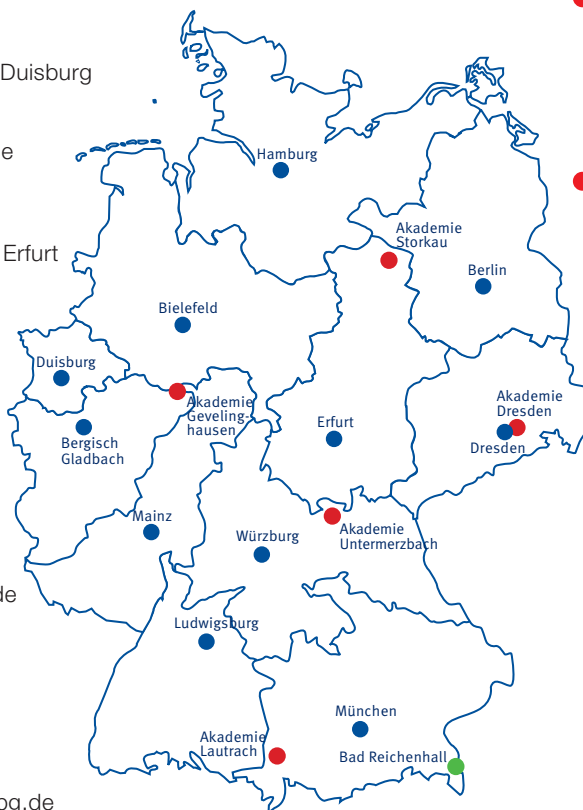 Duisburg
e
Erfurt
de
bg.de
Hamburg
Akademie
Storkau
Berlin
Bielefeld
Duisburg
Akademie
Geveling-
hausen
Akademie
Dresden
Dresden
Bergisch
Gladbach
Erfurt
Mainz
Würzburg
Akademie
Untermerzbach
Ludwigsburg
München
Akademie
Lautrach
Bad Reichenhall